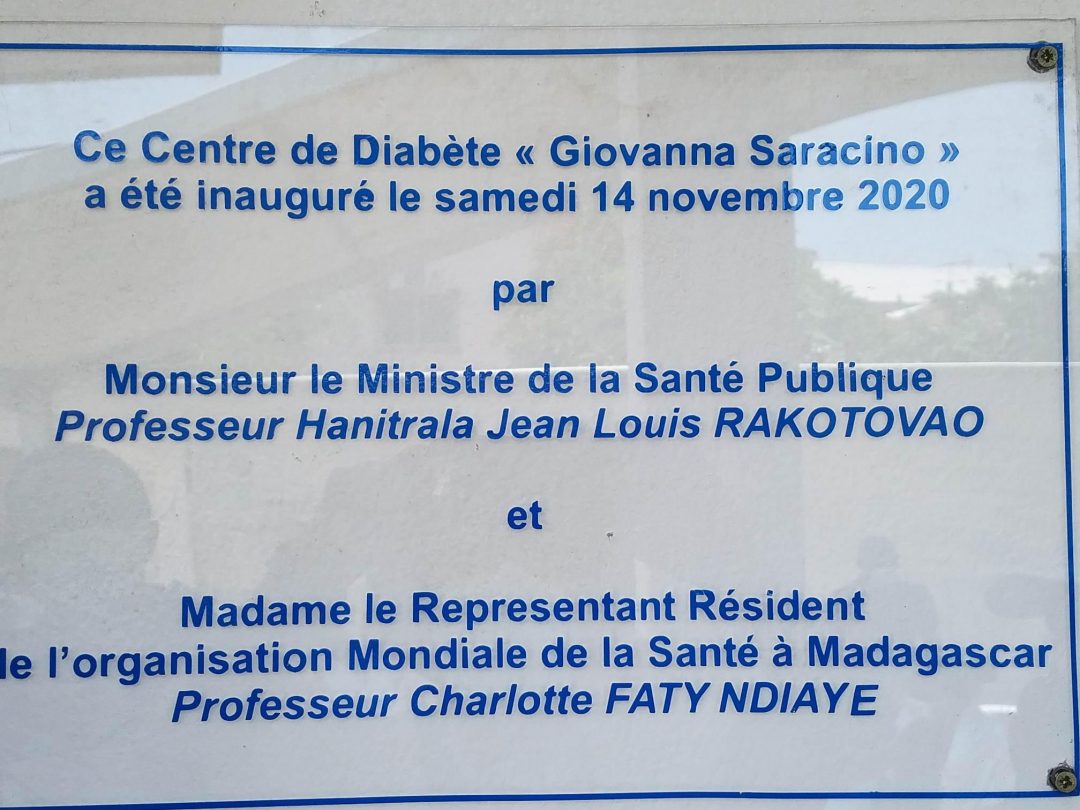 Ce Centre de Diabète « Giovanna Saracino »
a été inauguré le samedi 14 novembre 2020
par
Monsieur le Ministre de la Santé Publique
Professeur Hanitrala Jean Louis RAKOTOVAO
et
Madame le Representant Résident
de l’organisation Mondiale de la Santé à Madagascar
Professeur Charlotte FATY NDIAYE